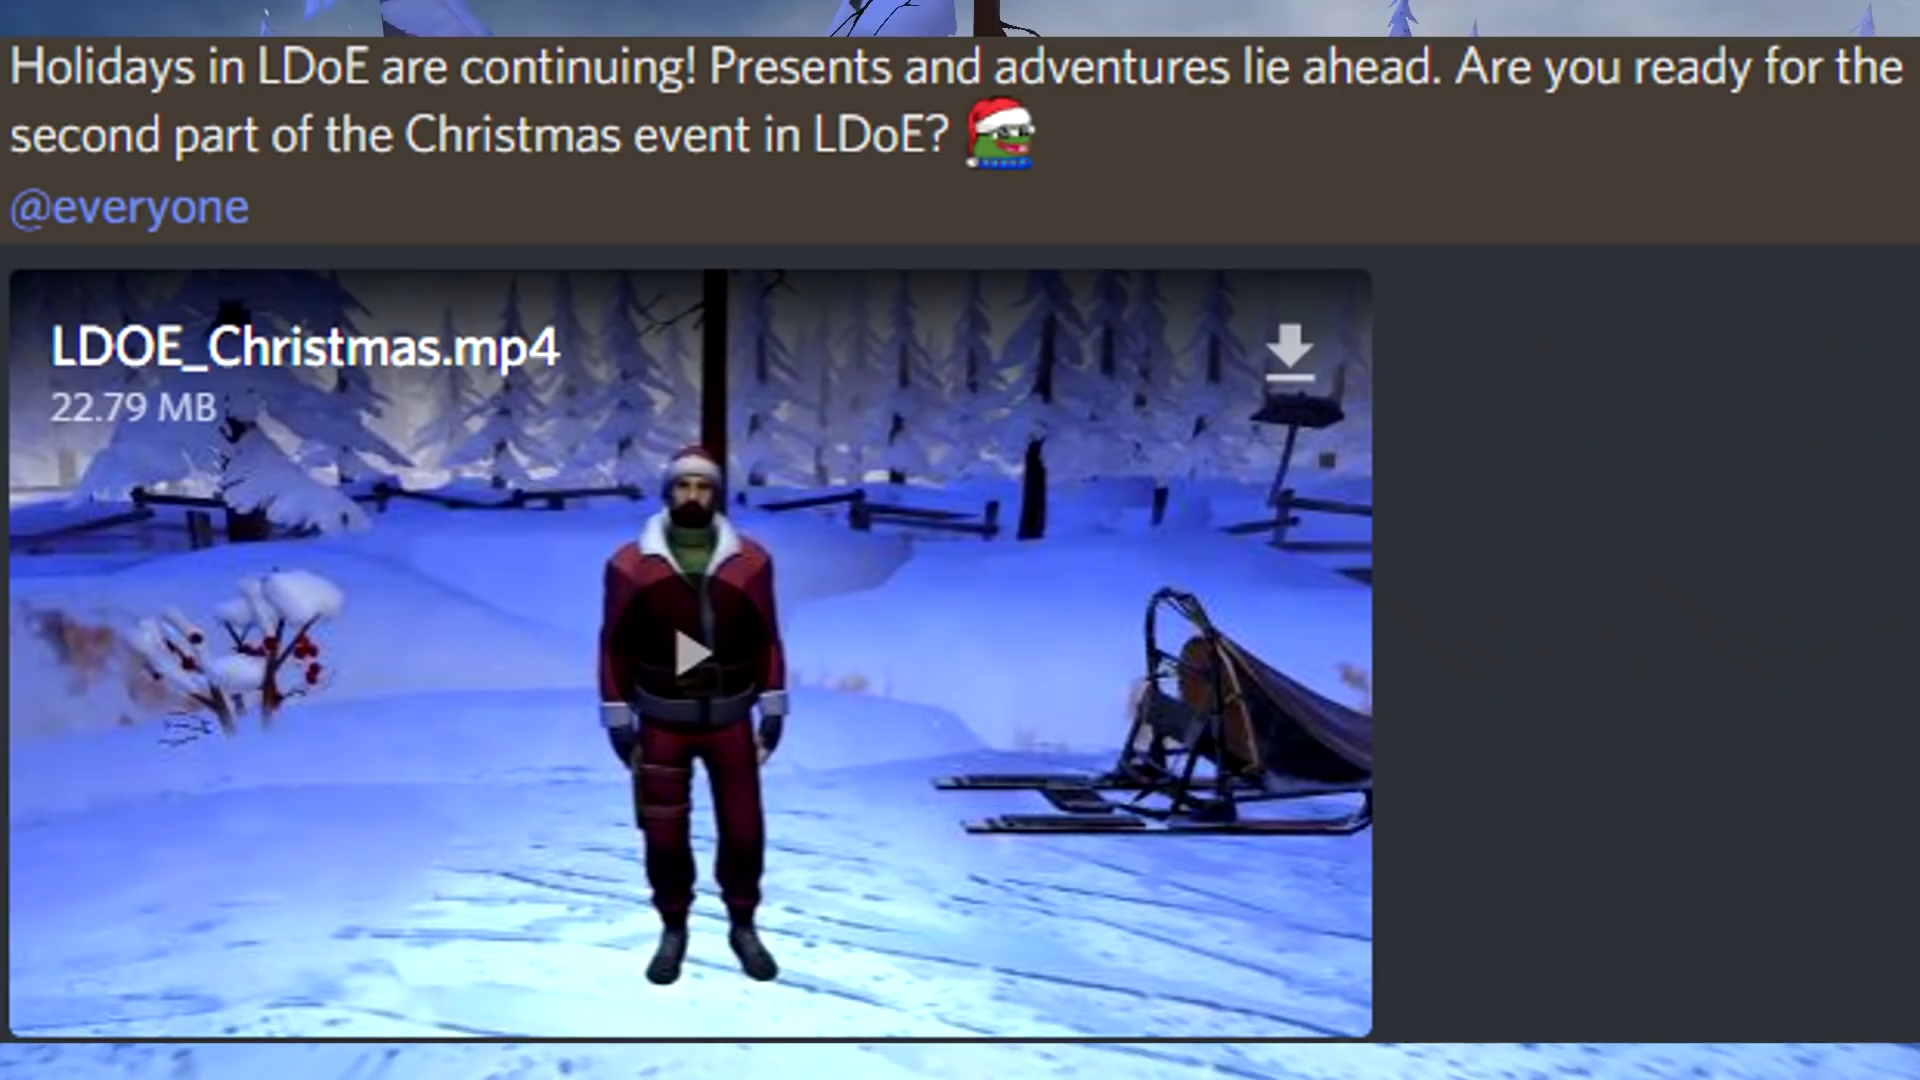 Holidays in LDoE are continuing! Presents and adventures lie ahead. Are you ready for the
second part of the Christmas event in LDoE?
@everyone
LDOE_Christmas.mp4
22.79 MB